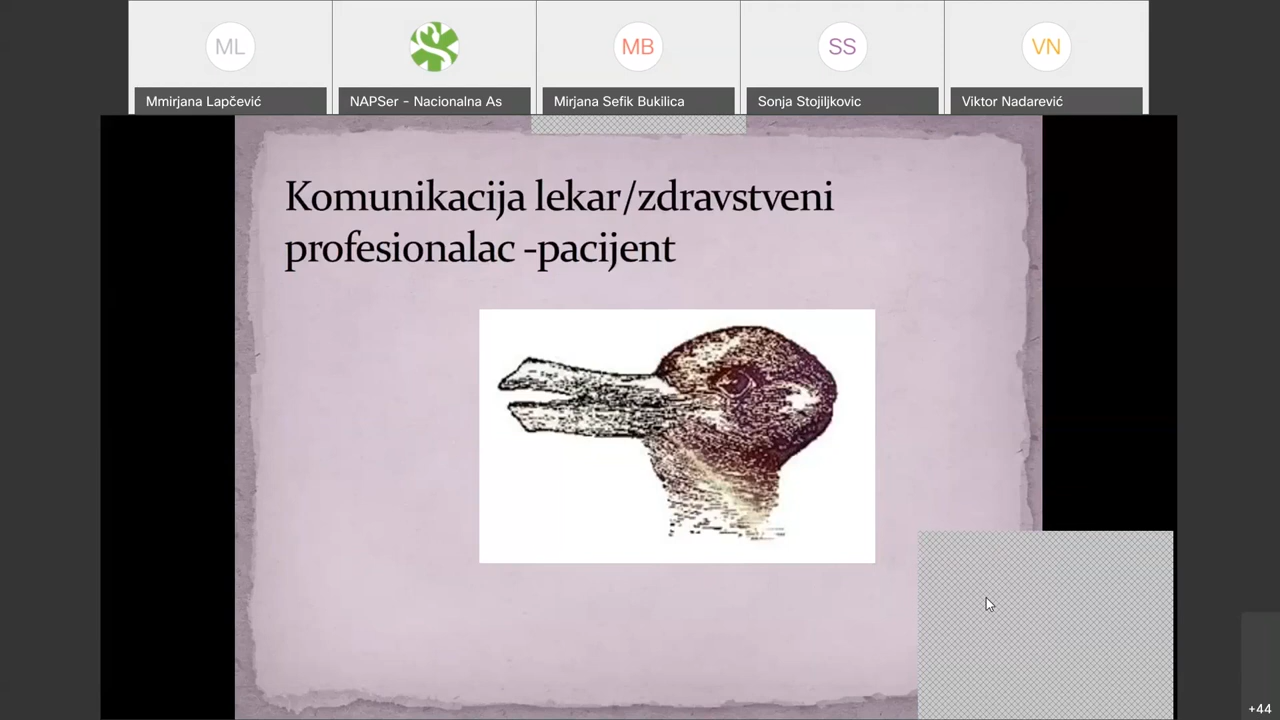 ML
MB
SS
VN
Mmirjana Lapčević
NAPSer - Nacionalna As
Mirjana Sefik Bukilica
Sonja Stojiljkovic
Viktor Nadarević
Komunikacija lekar/zdravstveni
profesionalac -pacijent
+44